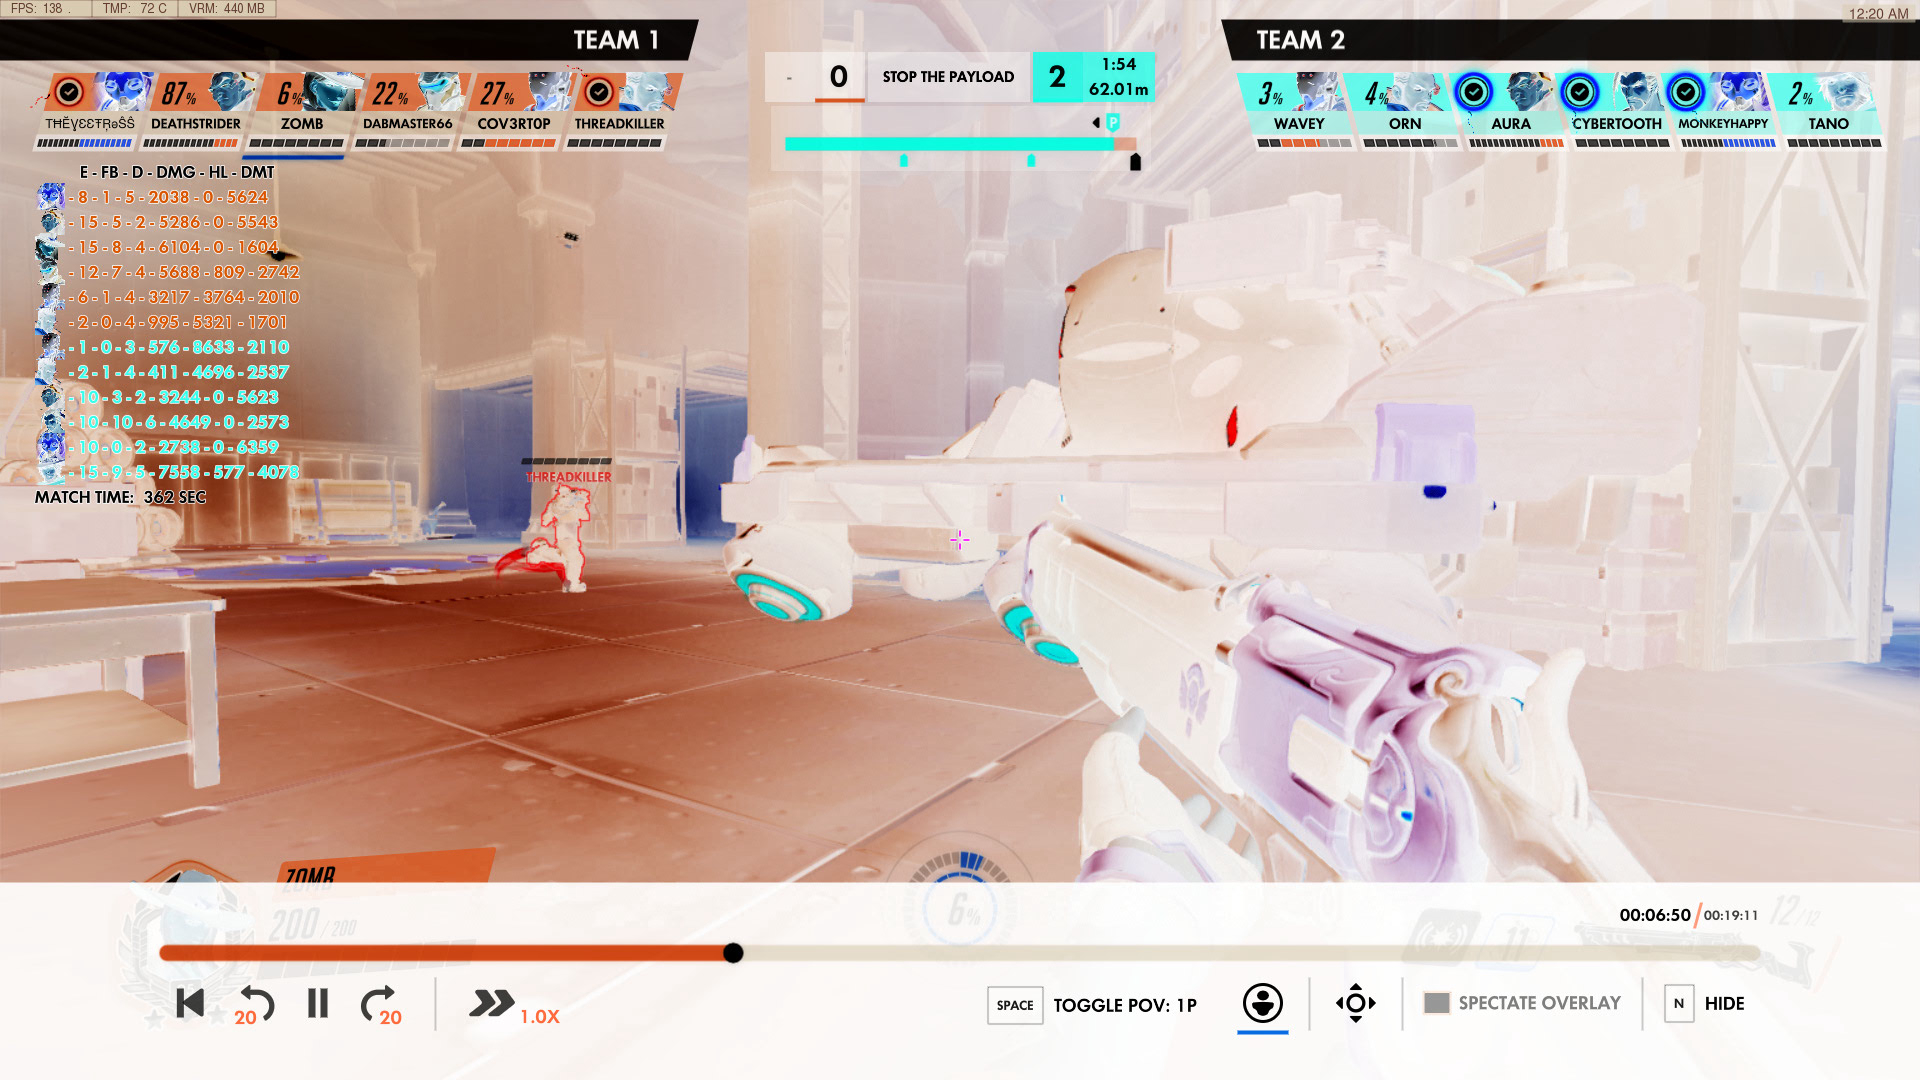 FPS: 138 TMP: 72 C VRM: 440 MB
12:20 AM
TEAM 1
TEAM 2
- 0 STOP THE PAYLOAD 2 1:54
62.01m
P
87% 6% 22% 27%
DEATHSTRIDER ZOMB DABMASTER66 COV3RT0P THREADKILLER
3% 4% 2%
WAVEY ORN AURA CYBERTOOTH MONKEYHAPPY TANO
E - FB - D - DMG - HL - DMT
- 8 - 1 - 5 - 2038 - 0 - 5624
- 15 - 5 - 2 - 5286 - 0 - 5543
- 15 - 8 - 4 - 6104 - 0 - 1604
- 12 - 7 - 4 - 5688 - 809 - 2742
- 6 - 1 - 4 - 3217 - 3764 - 2010
- 2 - 0 - 4 - 995 - 5321 - 1701
- 1 - 0 - 3 - 576 - 8633 - 2110
- 2 - 1 - 4 - 411 - 4696 - 2537
- 10 - 3 - 2 - 3244 - 0 - 5623
- 10 - 10 - 6 - 4649 - 0 - 2573
- 10 - 0 - 2 - 2738 - 0 - 6359
- 15 - 9 - 5 - 7558 - 577 - 4078
MATCH TIME: 362 SEC
THREADKILLER
ZOMB
200 / 200
6%
11
12/12
00:06:50 / 00:19:11
20 20 1.0X
SPACE TOGGLE POV: 1P
SPECTATE OVERLAY
N HIDE